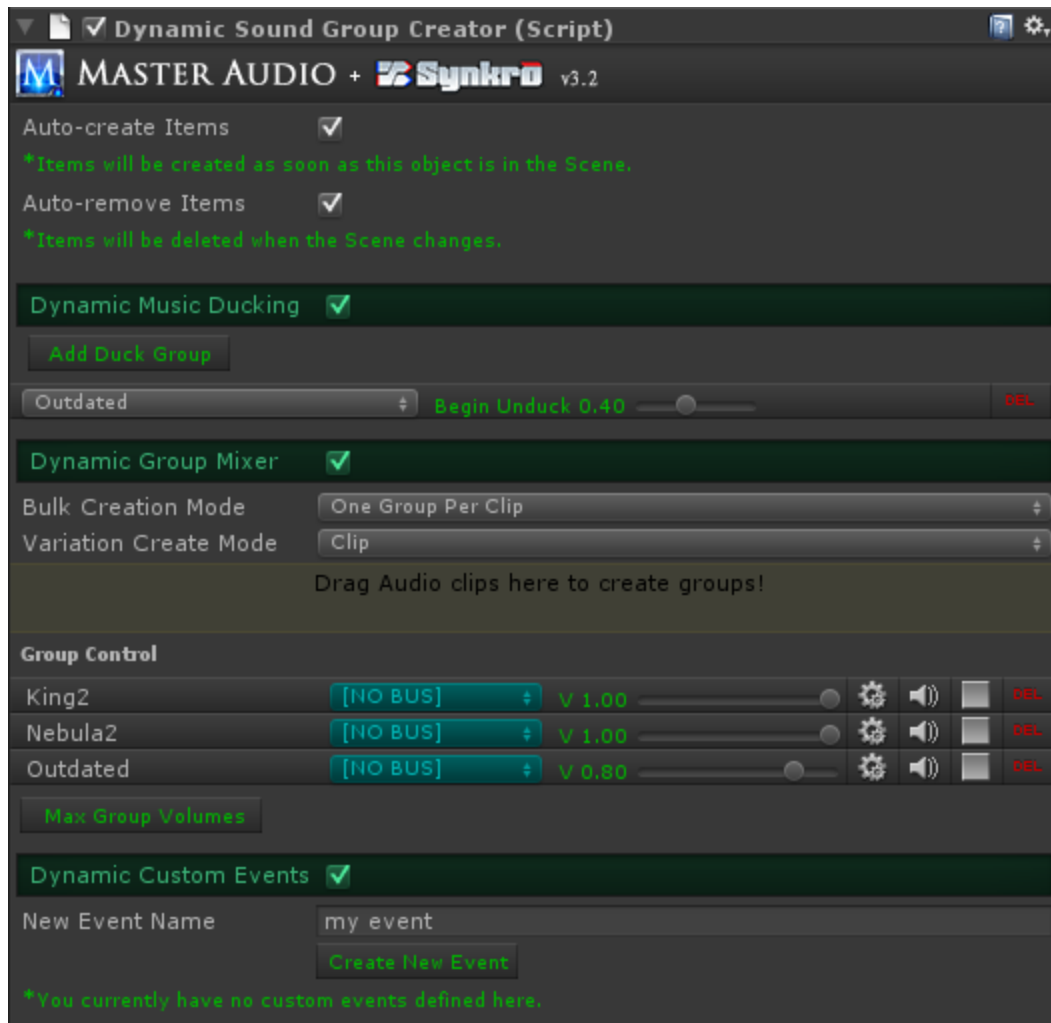 Dynamic Sound Group Creator (Script)
M MASTER AUDIO + Synkro v3.2
Auto-create Items
*Items will be created as soon as this object is in the Scene.
Auto-remove Items
*Items will be deleted when the Scene changes.
Dynamic Music Ducking
Add Duck Group
Outdated Begin Unduck 0.40 DEL
Dynamic Group Mixer
Bulk Creation Mode One Group Per Clip
Variation Create Mode Clip
Drag Audio clips here to create groups!
Group Control
King2 [NO BUS] V 1.00 DEL
Nebula2 [NO BUS] V 1.00 DEL
Outdated [NO BUS] V 0.80 DEL
Max Group Volumes
Dynamic Custom Events
New Event Name my event
Create New Event
*You currently have no custom events defined here.